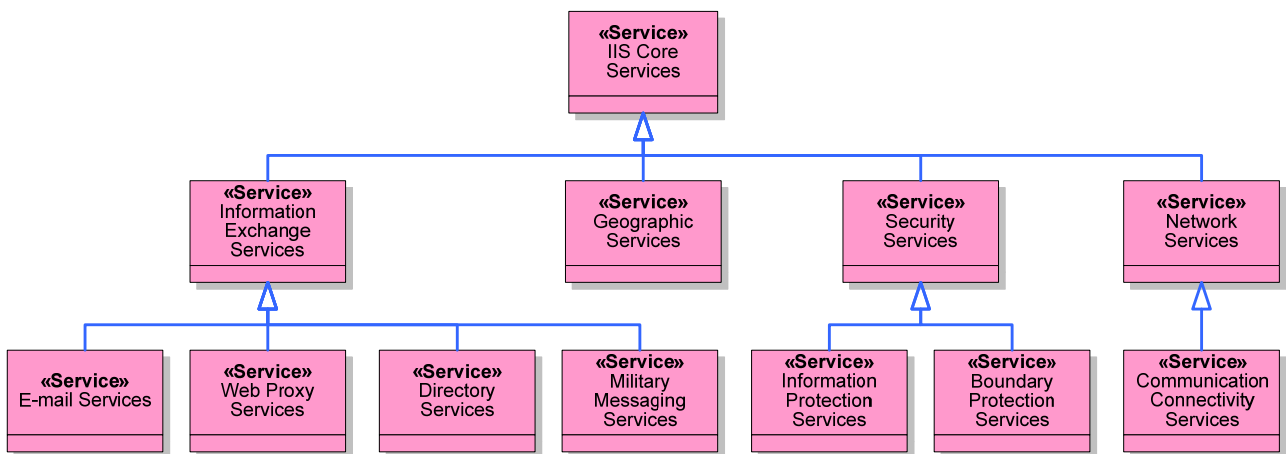 «Service»
IIS Core
Services
«Service»
Information
Exchange
Services
«Service»
Geographic
Services
«Service»
Security
Services
«Service»
Network
Services
«Service»
E-mail Services
«Service»
Web Proxy
Services
«Service»
Directory
Services
«Service»
Military
Messaging
Services
«Service»
Information
Protection
Services
«Service»
Boundary
Protection
Services
«Service»
Communication
Connectivity
Services